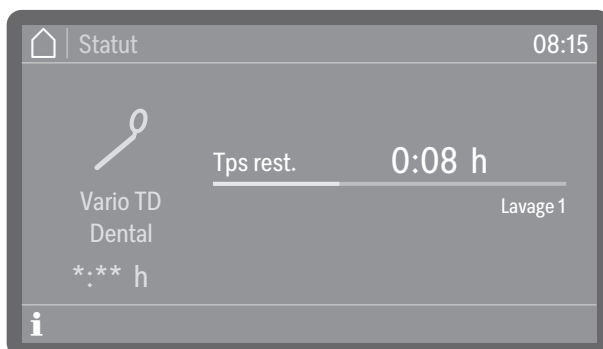 Statut 08:15
Tps rest. 0:08 h
Lavage 1
Vario TD
Dental
*:** h
i